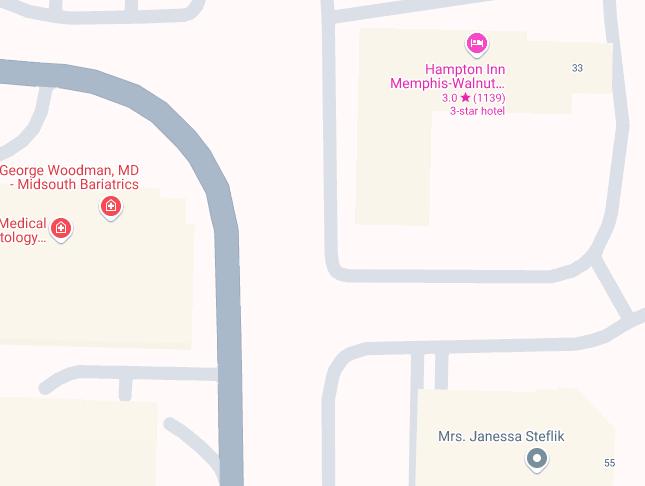 Hampton Inn
Memphis-Walnut...
3.0 ★ (1139)
3-star hotel
33
George Woodman, MD
- Midsouth Bariatrics
Medical
tology...
Mrs. Janessa Steflik
55